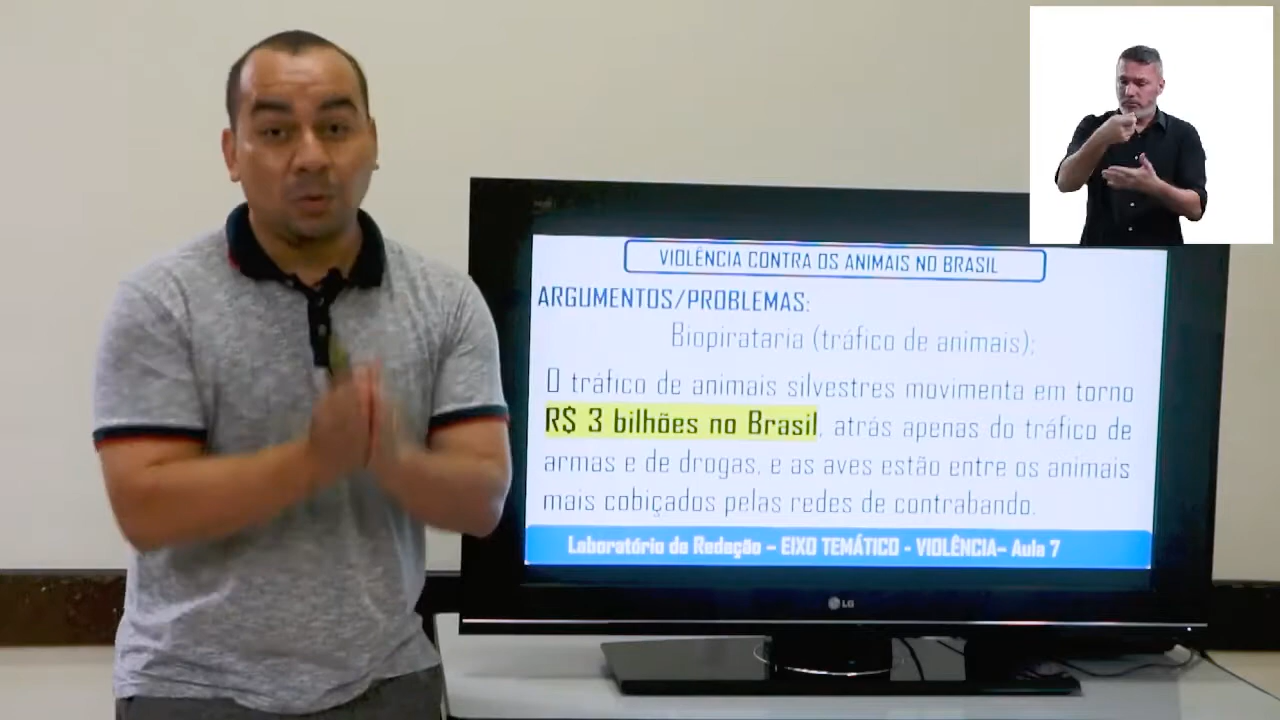 VIOLÊNCIA CONTRA OS ANIMAIS NO BRASIL
ARGUMENTOS/PROBLEMAS:
Biopirataria (tráfico de animais);
O tráfico de animais silvestres movimenta em torno
R$ 3 bilhões no Brasil, atrás apenas do tráfico de
armas e de drogas, e as aves estão entre os animais
mais cobiçados pelas redes de contrabando.
Laboratório de Redação – EIXO TEMÁTICO - VIOLÊNCIA– Aula 7
LG